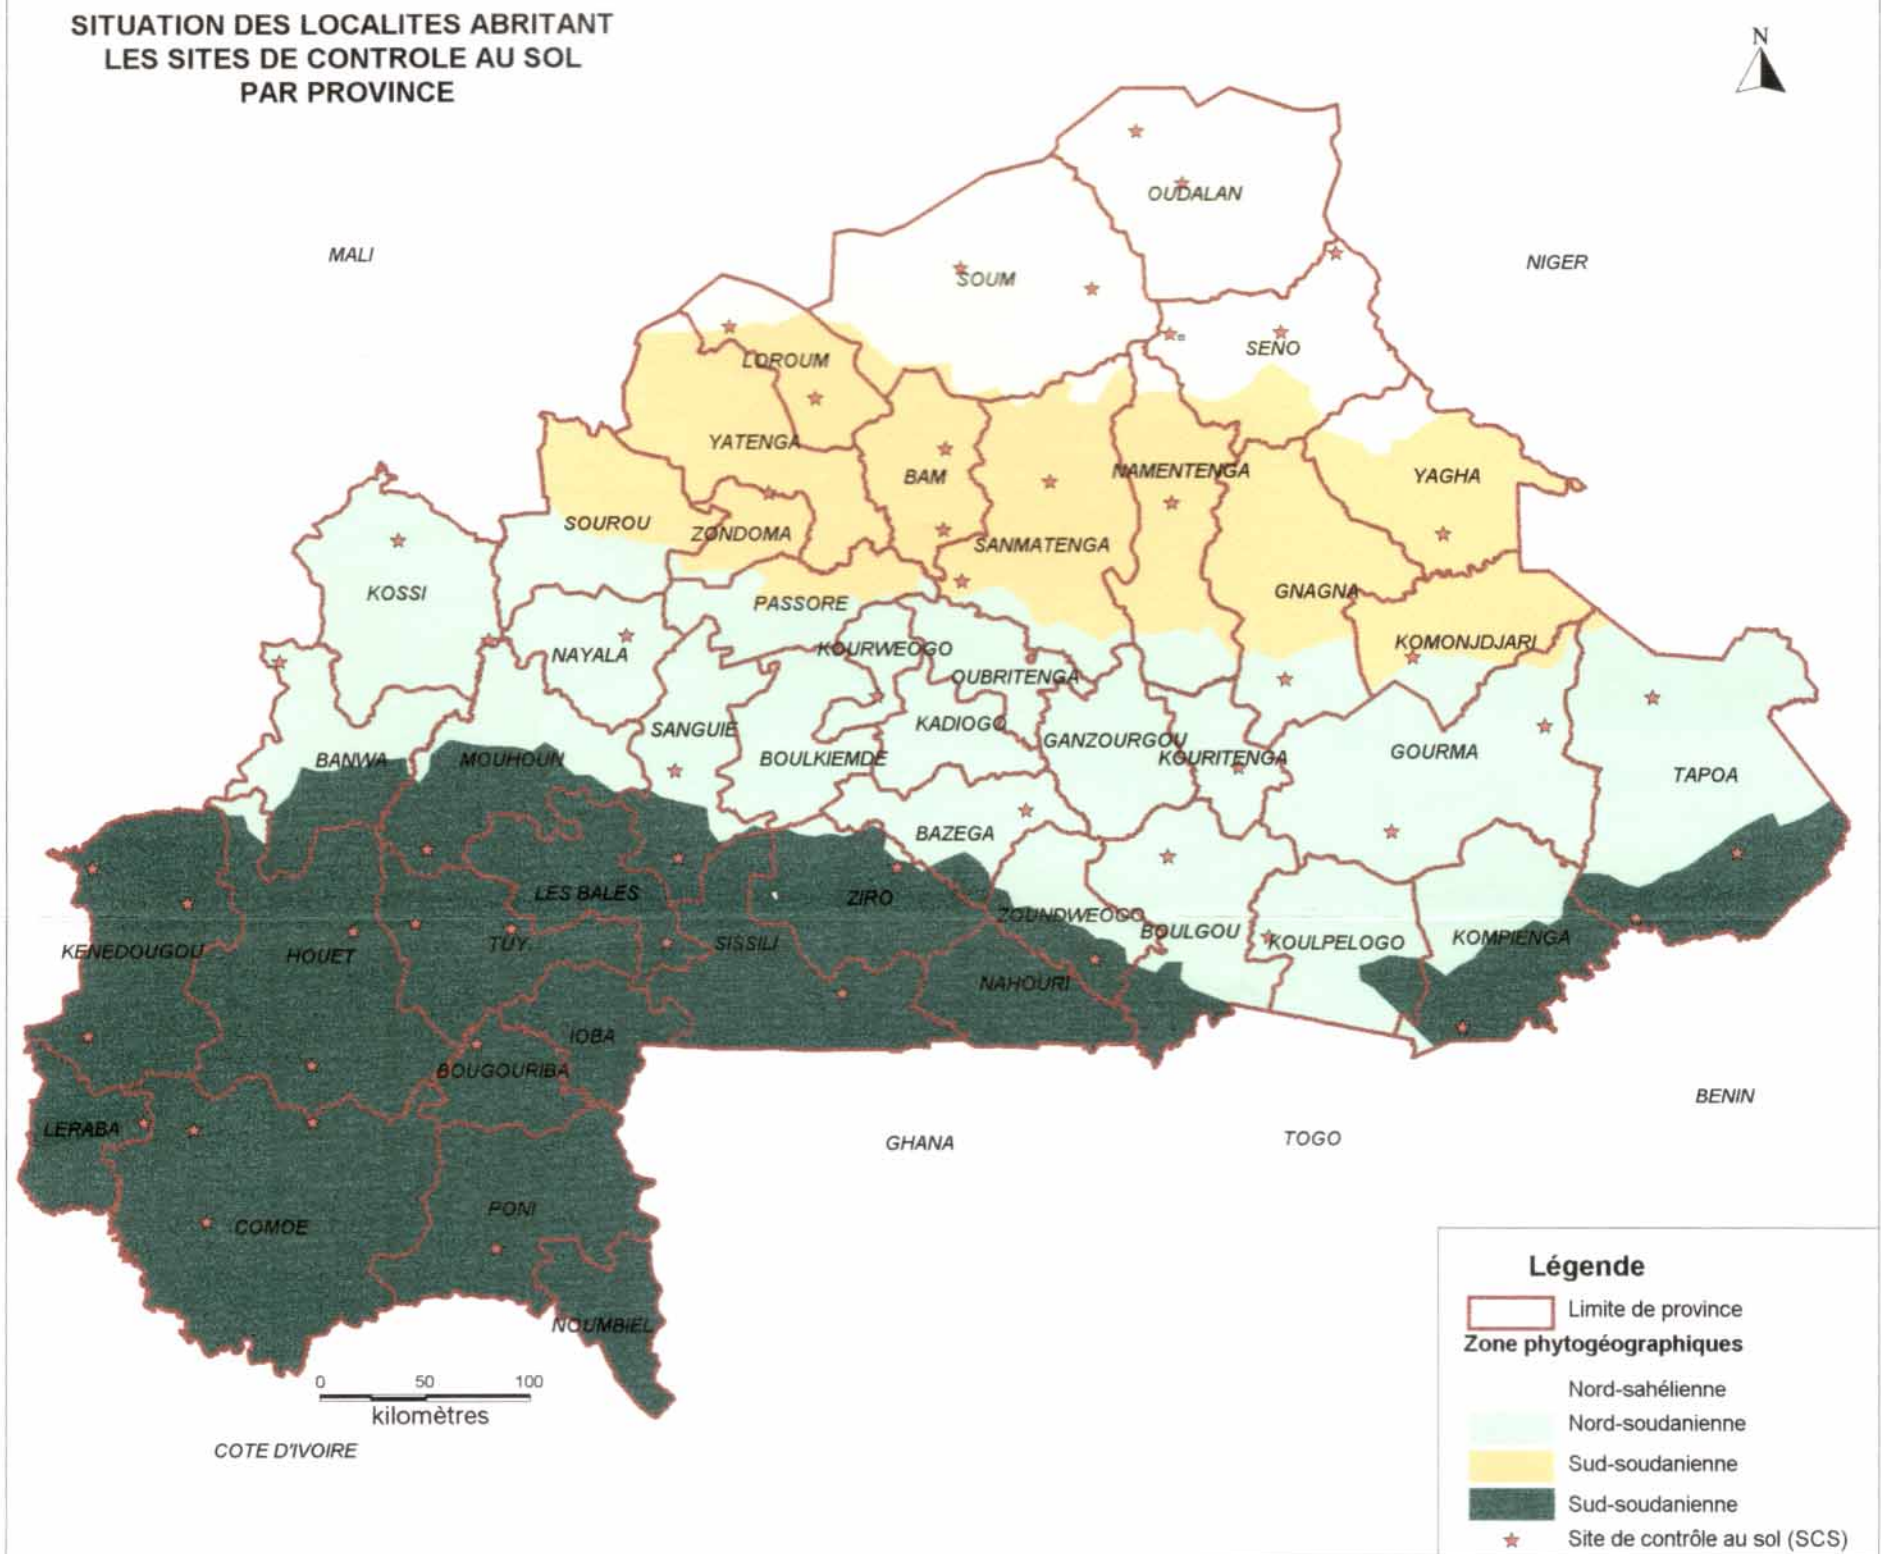 SITUATION DES LOCALITES ABRITANT
LES SITES DE CONTROLE AU SOL
PAR PROVINCE
N
OUDALAN
MALI
NIGER
SOUM
SENO
LOROUM
YATENGA
BAM
NAMENTENGA
YAGHA
SOUROU
ZONDOMA
SANMATENGA
KOSSI
GNAGNA
PASSORE
KOMONJDJARI
NAYALA
KOURWEOGO
OUBRITENGA
SANGUIE
KADIOGO
GANZOURGOU
BANWA
MOUHOUN
BOULKIEMDE
KOURITENGA
GOURMA
TAPOA
BAZEGA
LES BALES
ZIRO
ZOUNDWEOGO
BOULGOU
KOULPELOGO
KOMPIENGA
KENEDOUGOU
HOUET
TUY
SISSILI
NAHOURI
IOBA
BOUGOURIBA
LERABA
BENIN
GHANA
TOGO
COMOE
PONI
NOUMBIEL
0 50 100
kilomètres
COTE D'IVOIRE
Légende
Limite de province
Zone phytogéographiques
Nord-sahélienne
Nord-soudanienne
Sud-soudanienne
Sud-soudanienne
Site de contrôle au sol (SCS)